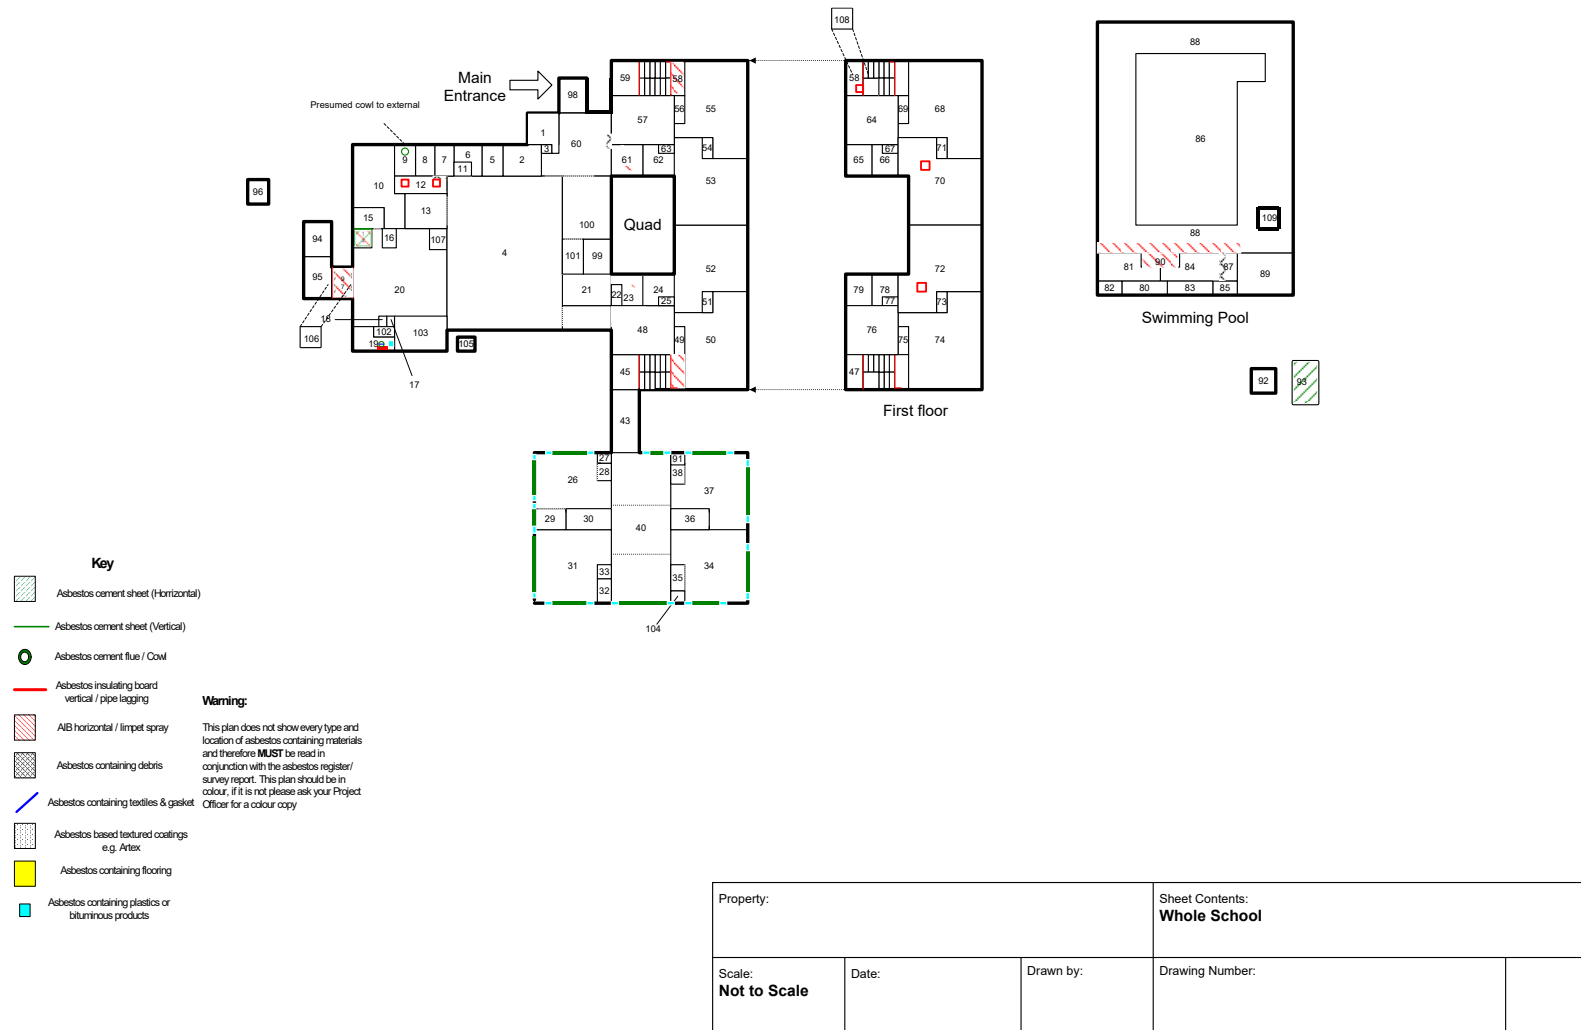 108
88
Main
Entrance
59
58
58
98
Presumed cowl to external
56
55
69
68
57
64
1
86
60
3
63
54
67
71
9
8
7
6
5
2
61
62
65
66
11
53
70
10
12
96
13
15
109
100
Quad
94
16
107
88
4
101
99
81
90
84
87
89
95
9
7
52
72
20
21
22
23
24
79
78
82
80
83
85
25
51
77
73
18
Swimming Pool
106
102
103
48
76
49
50
75
74
19
105
45
47
17
92
93
First floor
43
27
91
26
28
38
37
29
30
40
36
31
33
35
34
32
104
Key
Asbestos cement sheet (Horrizontal)
Asbestos cement sheet (Vertical)
Asbestos cement flue / Cowl
Asbestos insulating board
vertical / pipe lagging
AIB horizontal / limpet spray
Asbestos containing debris
Asbestos containing textiles & gasket
Asbestos based textured coatings
e.g. Artex
Asbestos containing flooring
Asbestos containing plastics or
bituminous products
Warning:
This plan does not show every type and
location of asbestos containing materials
and therefore MUST be read in
conjunction with the asbestos register/
survey report. This plan should be in
colour, if it is not please ask your Project
Officer for a colour copy
Property:
Sheet Contents:
Whole School
Scale:
Not to Scale
Date:
Drawn by:
Drawing Number: